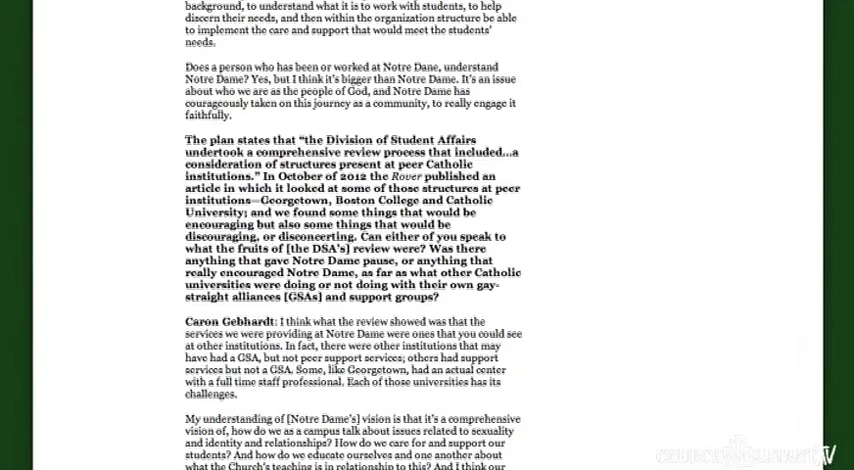 background, to understand what it is to work with students, to help
discern their needs, and then within the organization structure be able
to implement the care and support that would meet the students'
needs.
Does a person who has been or worked at Notre Dane, understand
Notre Dame? Yes, but I think it's bigger than Notre Dame. It's an issue
about who we are as the people of God, and Notre Dame has
courageously taken on this journey as a community, to really engage it
faithfully.
The plan states that “the Division of Student Affairs
undertook a comprehensive review process that included...a
consideration of structures present at peer Catholic
institutions.” In October of 2012 the Rover published an
article in which it looked at some of those structures at peer
institutions—Georgetown, Boston College and Catholic
University; and we found some things that would be
encouraging but also some things that would be
discouraging, or disconcerting. Can either of you speak to
what the fruits of [the DSA's] review were? Was there
anything that gave Notre Dame pause, or anything that
really encouraged Notre Dame, as far as what other Catholic
universities were doing or not doing with their own gay-
straight alliances [GSAs] and support groups?
Caron Gebhardt: I think what the review showed was that the
services we were providing at Notre Dame were ones that you could see
at other institutions. In fact, there were other institutions that may
have had a GSA, but not peer support services; others had support
services but not a GSA. Some, like Georgetown, had an actual center
with a full time staff professional. Each of those universities has its
challenges.
My understanding of [Notre Dame's] vision is that it's a comprehensive
vision of, how do we as a campus talk about issues related to sexuality
and identity and relationships? How do we care for and support our
students? And how do we educate ourselves and one another about
what the Church's teaching is in relationship to this? And I think our
CHURCH MILITANT.TV